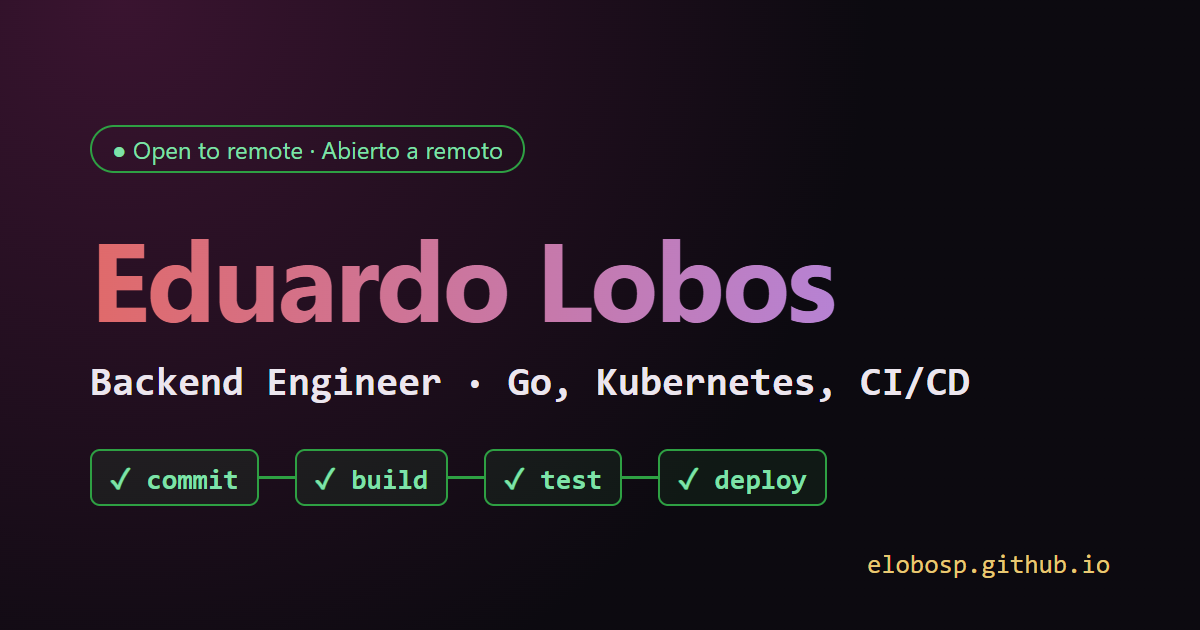 ● Open to remote · Abierto a remoto
Eduardo Lobos
Backend Engineer · Go, Kubernetes, CI/CD
✓ commit ✓ build ✓ test ✓ deploy
elobosp.github.io